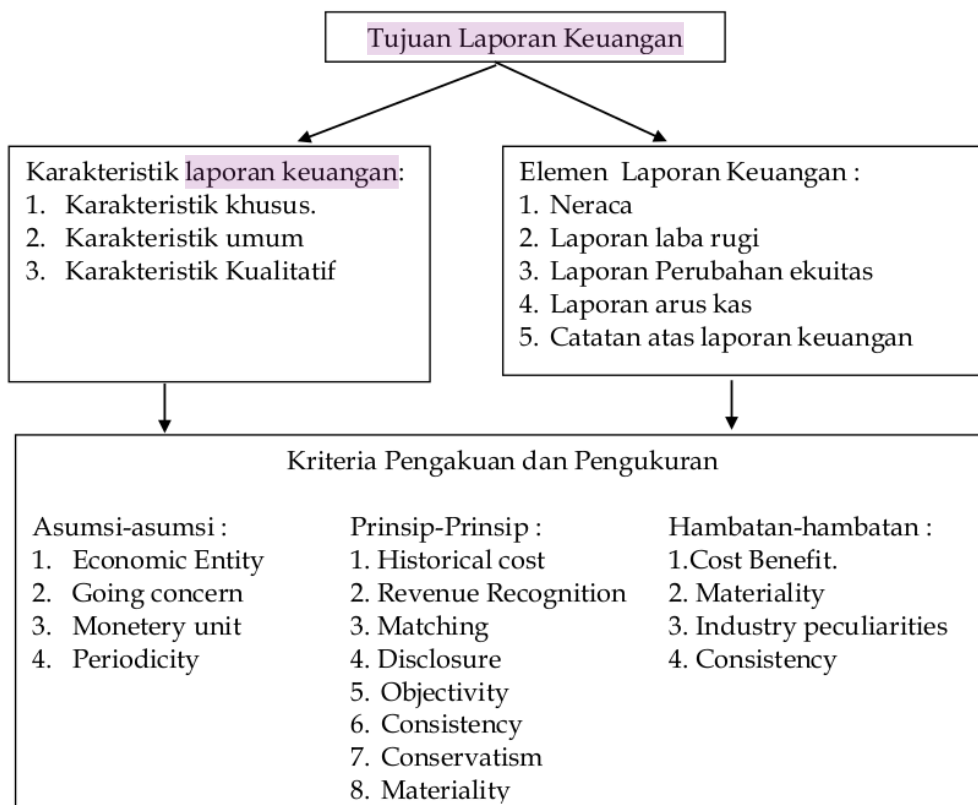 Tujuan Laporan Keuangan
Karakteristik laporan keuangan:
1. Karakteristik khusus.
2. Karakteristik umum
3. Karakteristik Kualitatif
Elemen Laporan Keuangan :
1. Neraca
2. Laporan laba rugi
3. Laporan Perubahan ekuitas
4. Laporan arus kas
5. Catatan atas laporan keuangan
Kriteria Pengakuan dan Pengukuran
Asumsi-asumsi :
1. Economic Entity
2. Going concern
3. Monetery unit
4. Periodicity
Prinsip-Prinsip :
1. Historical cost
2. Revenue Recognition
3. Matching
4. Disclosure
5. Objectivity
6. Consistency
7. Conservatism
8. Materiality
Hambatan-hambatan :
1.Cost Benefit.
2. Materiality
3. Industry peculiarities
4. Consistency